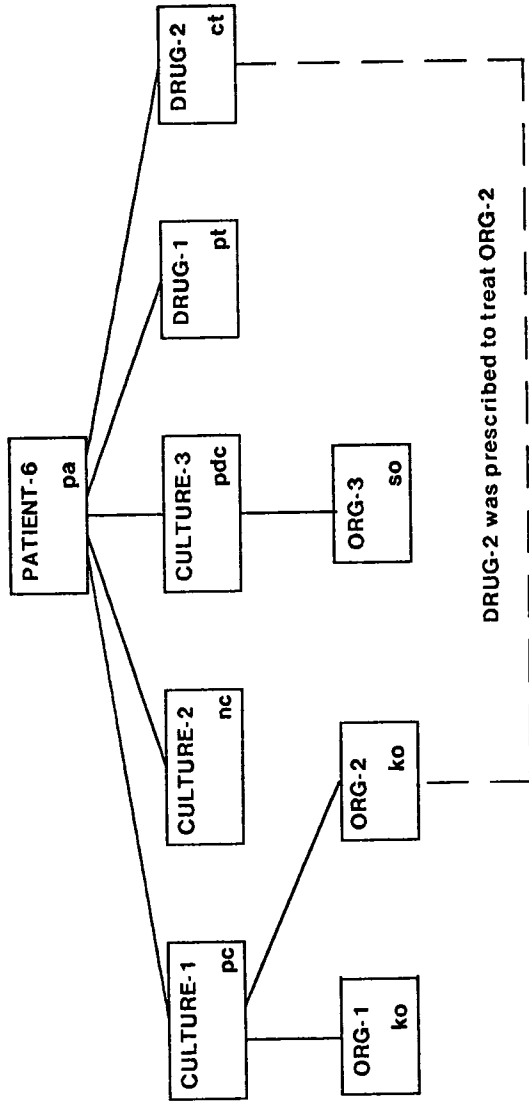 PATIENT-6
pa
CULTURE-1
pc
CULTURE-2
nc
CULTURE-3
pdc
DRUG-1
pt
DRUG-2
ct
ORG-1
ko
ORG-2
ko
ORG-3
so
DRUG-2 was prescribed to treat ORG-2